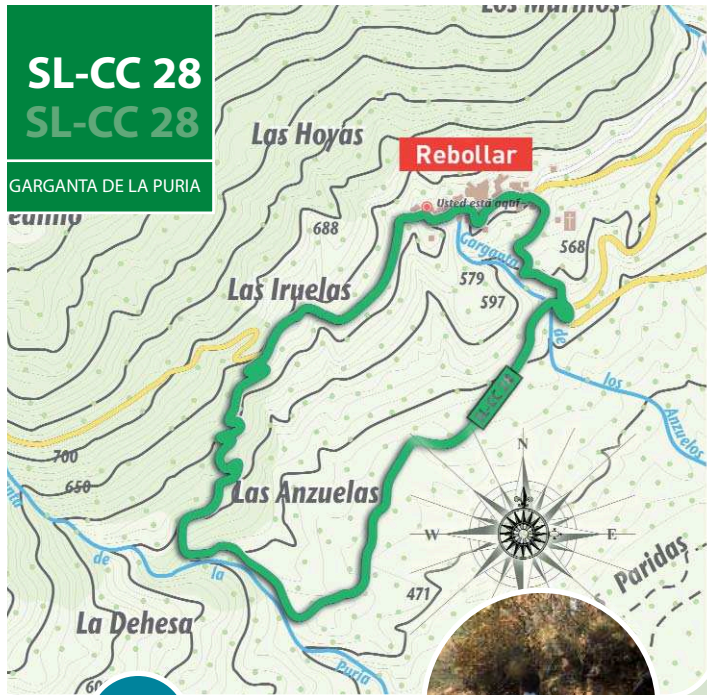 SL-CC 28
SL-CC 28
GARGANTA DE LA PURIA
Las Hoyas
Rebollar
Usted está aquí
688
Garganta
568
579
597
Las Iruelas
de
los
Anzuelos
700
650
Las Anzuelas
N
W
E
de
la
Puria
471
Paridas
La Dehesa